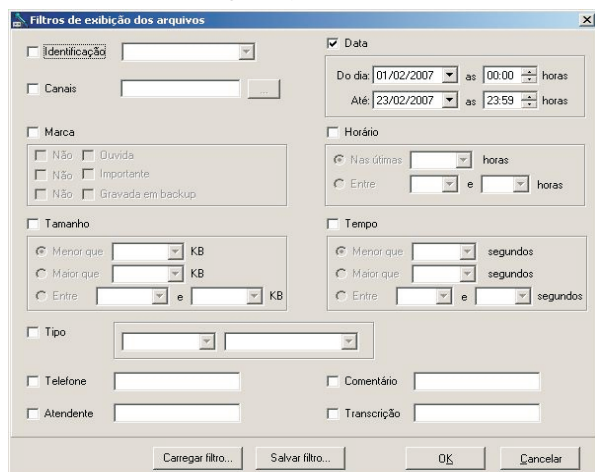 Filtros de exibição dos arquivos
Identificação
Canais
...
Data
Do dia: 01/02/2007 as 00:00 horas
Até: 23/02/2007 as 23:59 horas
Marca
Não Ouvida
Não Importante
Não Gravada em backup
Horário
Nas útimas horas
Entre e horas
Tamanho
Menor que KB
Maior que KB
Entre e KB
Tempo
Menor que segundos
Maior que segundos
Entre e segundos
Tipo
Telefone
Comentário
Atendente
Transcrição
Carregar filtro... Salvar filtro... OK Cancelar